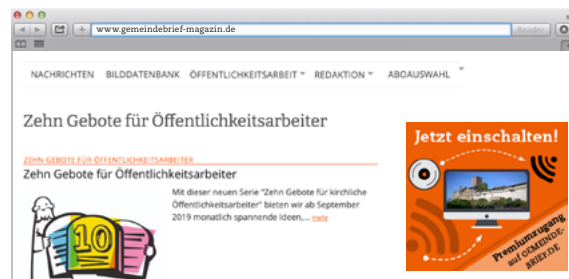 www.gemeindebrief-magazin.de
Reader
NACHRICHTEN BILDDATENBANK ÖFFENTLICHKEITSARBEIT REDAKTION ABOAUSWAHL
Zehn Gebote für Öffentlichkeitsarbeiter
ZEHN GEBOTE FÜR ÖFFENTLICHKEITSARBEITER
Zehn Gebote für Öffentlichkeitsarbeiter
Mit dieser neuen Serie "Zehn Gebote für kirchliche
Öffentlichkeitsarbeiter" bieten wir ab September
2019 monatlich spannende Ideen,... mehr
10
Jetzt einschalten!
Premiumzugang
auf GEMEINDE-
BRIEF.DE